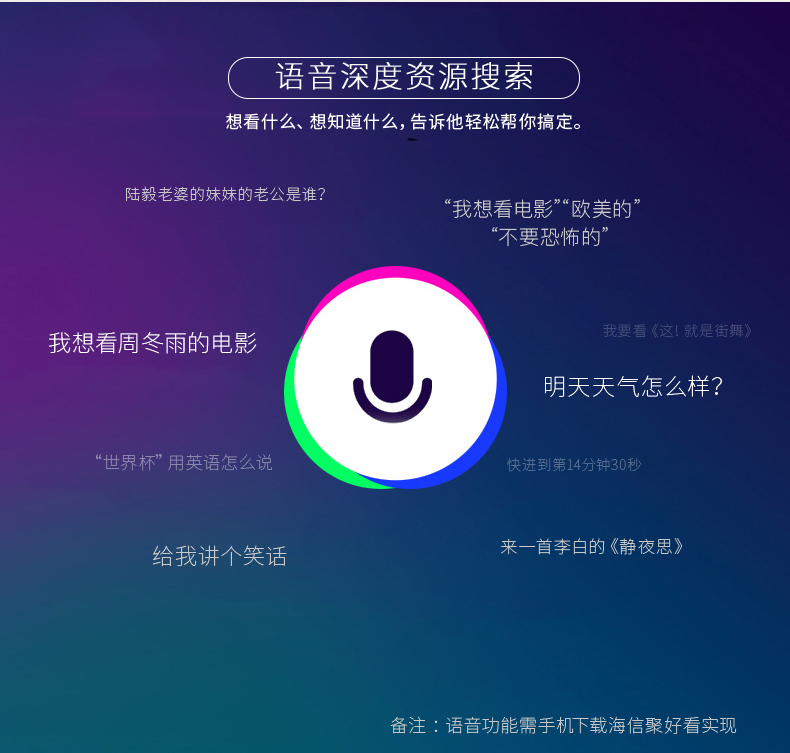 语音深度资源搜索
想看什么、想知道什么，告诉他轻松帮你搞定。
陆毅老婆的妹妹的老公是谁？
“我想看电影”“欧美的”
“不要恐怖的”
我要看《这！就是街舞》
我想看周冬雨的电影
明天天气怎么样？
“世界杯” 用英语怎么说
快进到第14分钟30秒
给我讲个笑话
来一首李白的《静夜思》
备注：语音功能需手机下载海信聚好看实现